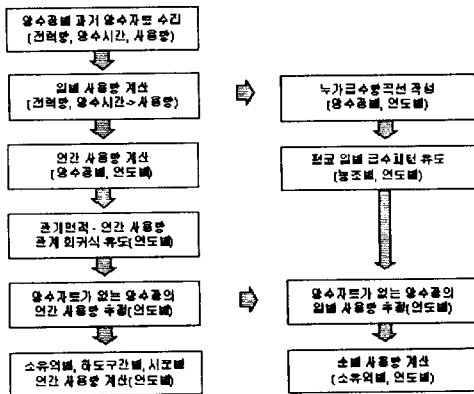 양수장별 과거 양수자료 수집
(전력량, 양수시간, 사용량)
일별 사용량 계산
(전력량, 양수시간->사용량)
연간 사용량 계산
(양수장별, 연도별)
관개면적 - 연간 사용량
관계 회귀식 유도(연도별)
양수자료가 없는 양수장의
연간 사용량 추정(연도별)
소유역별, 하도구간별, 시군별
연간 사용량 계산(연도별)
누가급수량곡선 작성
(양수장별, 연도별)
평균 일별 급수패턴 유도
(농조별, 연도별)
양수자료가 없는 양수장의
일별 사용량 추정(연도별)
순별 사용량 계산
(소유역별, 연도별)